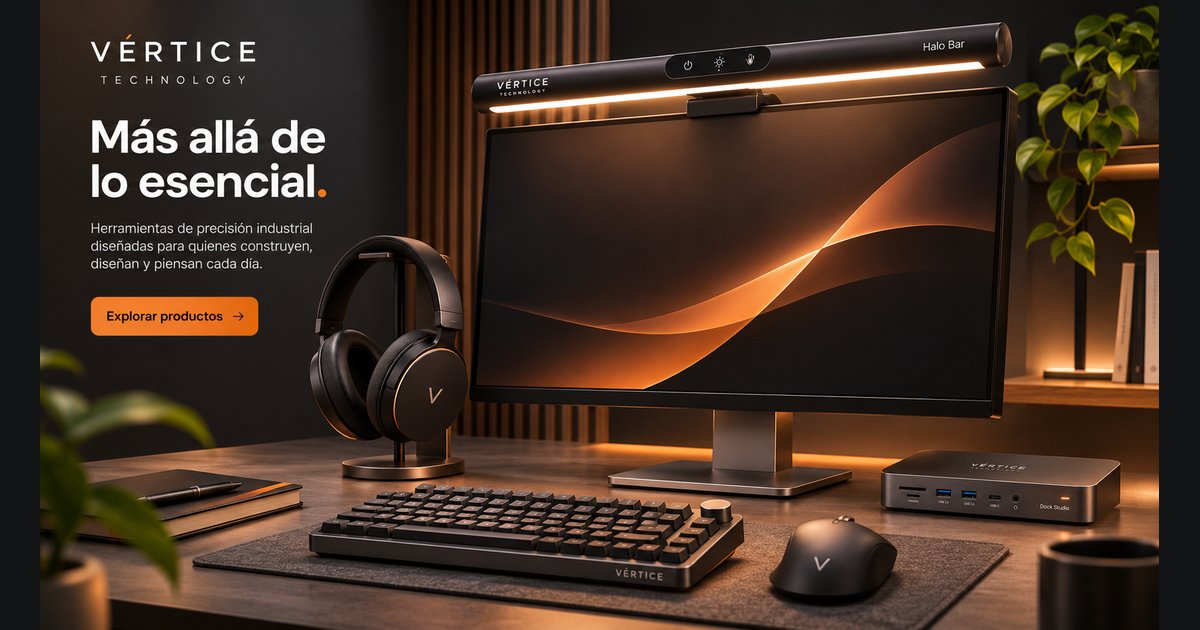 VÉRTICE
TECHNOLOGY
Más allá de
lo esencial.
Herramientas de precisión industrial
diseñadas para quienes construyen,
diseñan y piensan cada día.
Explorar productos →
VÉRTICE
TECHNOLOGY
Halo Bar
V
VÉRTICE
V
VÉRTICE
Dock Studio